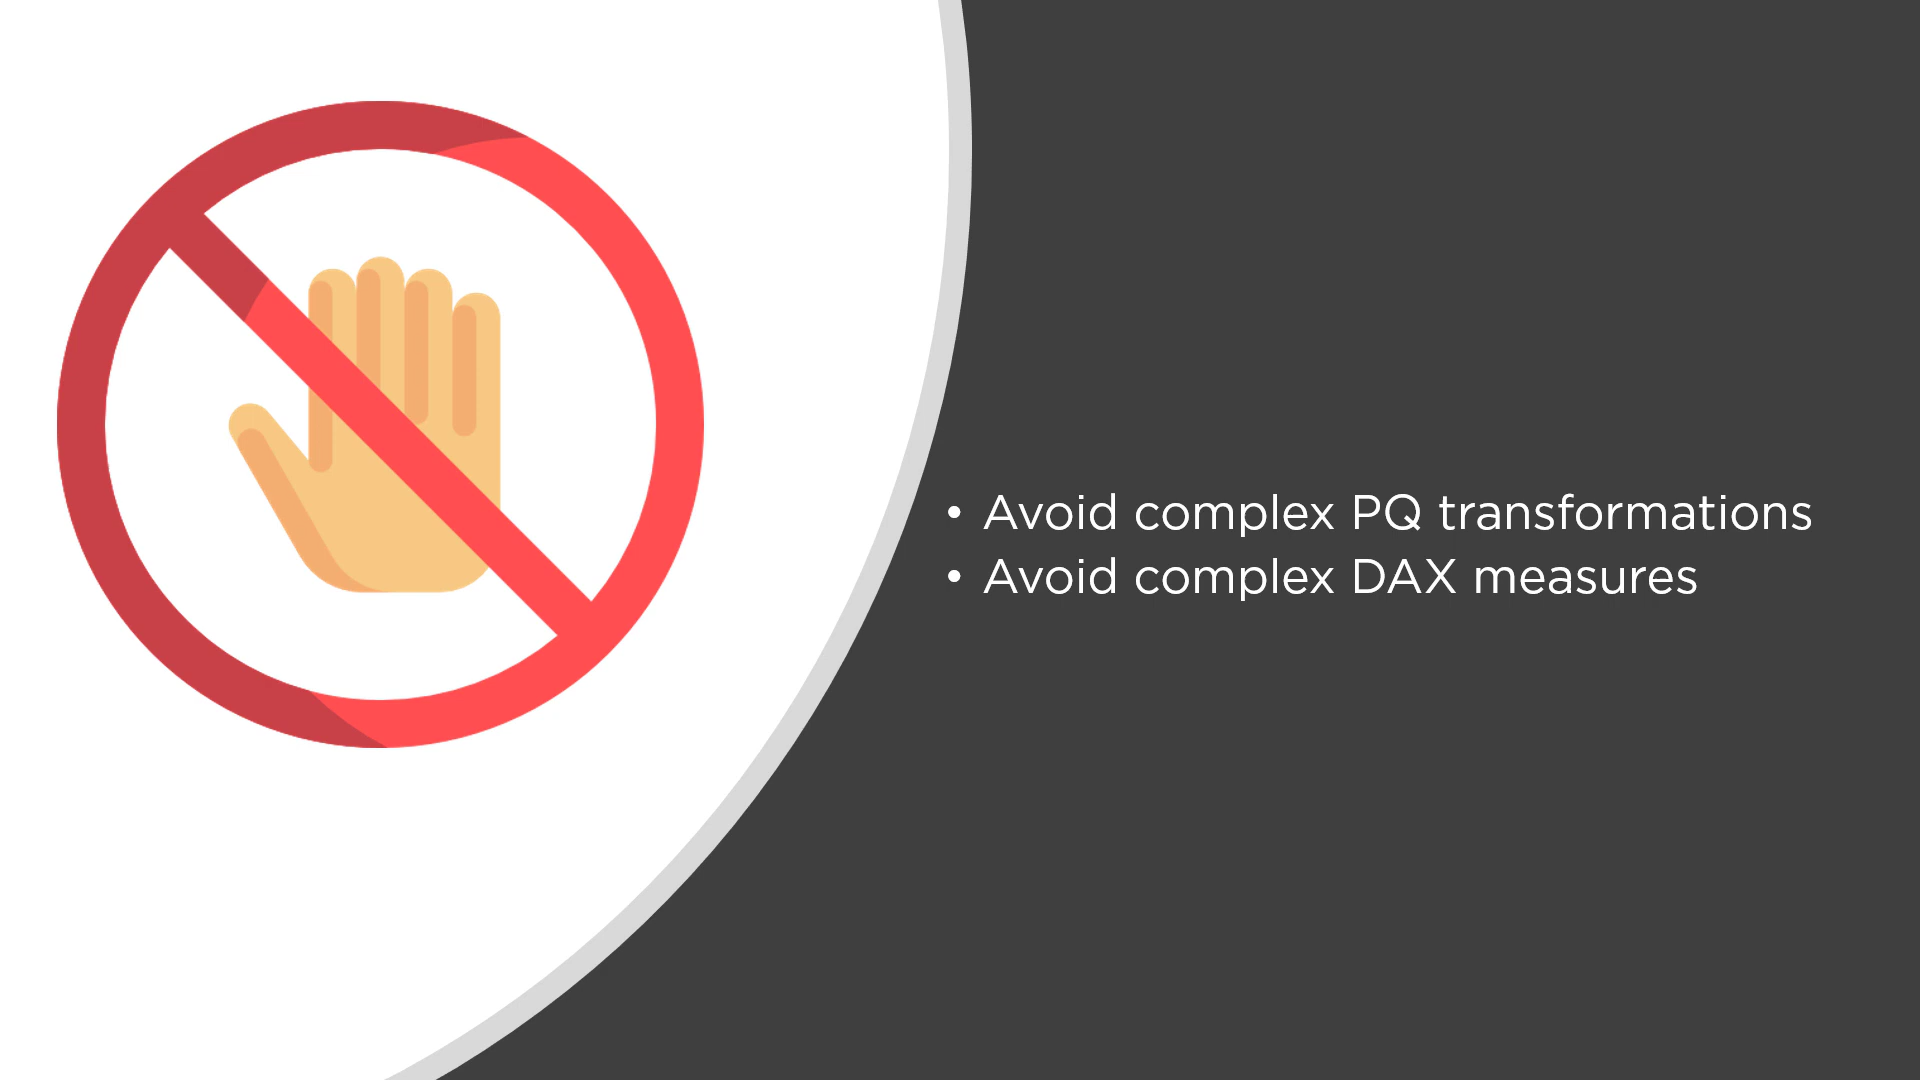 • Avoid complex PQ transformations
• Avoid complex DAX measures